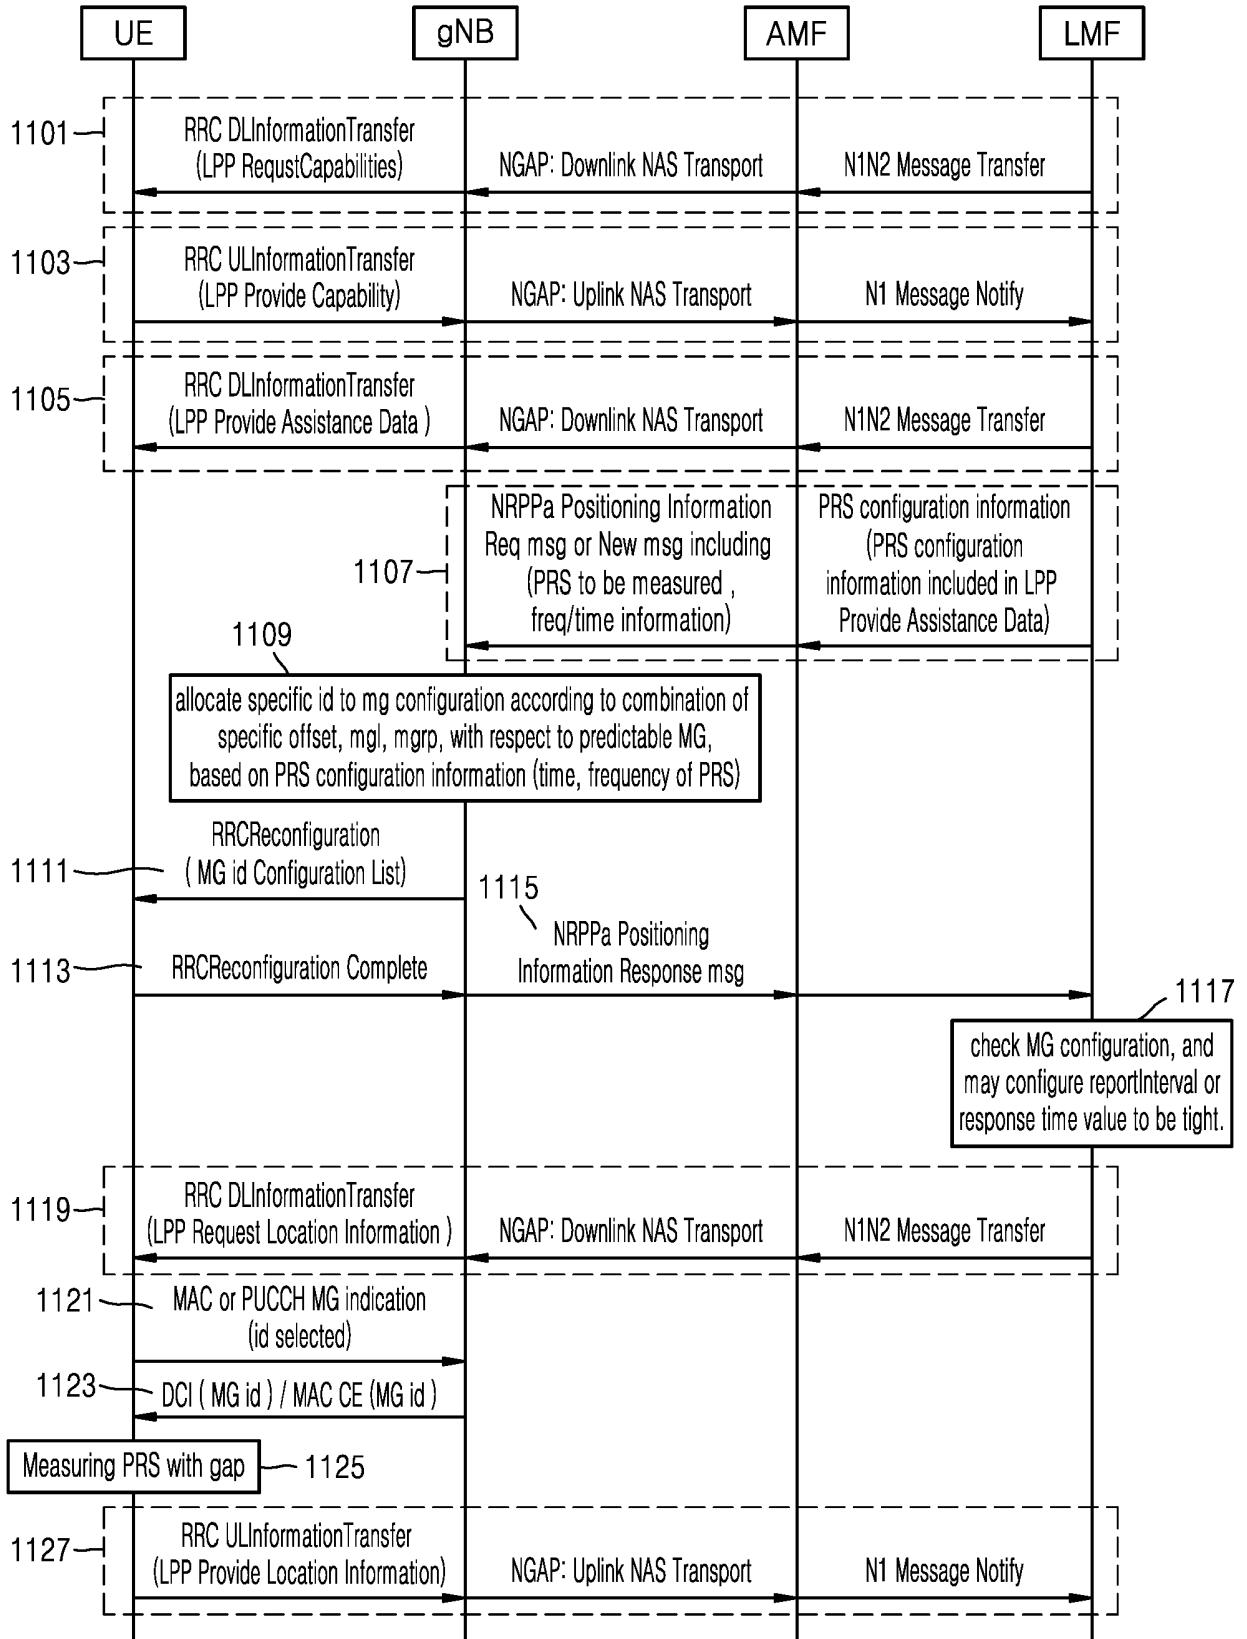 UE
gNB
AMF
LMF
1101
RRC DLInformationTransfer
(LPP RequstCapabilities)
NGAP: Downlink NAS Transport
N1N2 Message Transfer
1103
RRC ULInformationTransfer
(LPP Provide Capability)
NGAP: Uplink NAS Transport
N1 Message Notify
1105
RRC DLInformationTransfer
(LPP Provide Assistance Data )
NGAP: Downlink NAS Transport
N1N2 Message Transfer
1107
NRPPa Positioning Information
Req msg or New msg including
(PRS to be measured ,
freq/time information)
PRS configuration information
(PRS configuration
information included in LPP
Provide Assistance Data)
1109
allocate specific id to mg configuration according to combination of
specific offset, mgl, mgrp, with respect to predictable MG,
based on PRS configuration information (time, frequency of PRS)
1111
RRCReconfiguration
( MG id Configuration List)
1113
RRCReconfiguration Complete
1115
NRPPa Positioning
Information Response msg
1117
check MG configuration, and
may configure reportInterval or
response time value to be tight.
1119
RRC DLInformationTransfer
(LPP Request Location Information )
NGAP: Downlink NAS Transport
N1N2 Message Transfer
1121
MAC or PUCCH MG indication
(id selected)
1123
DCI ( MG id ) / MAC CE (MG id )
Measuring PRS with gap
1125
1127
RRC ULInformationTransfer
(LPP Provide Location Information)
NGAP: Uplink NAS Transport
N1 Message Notify